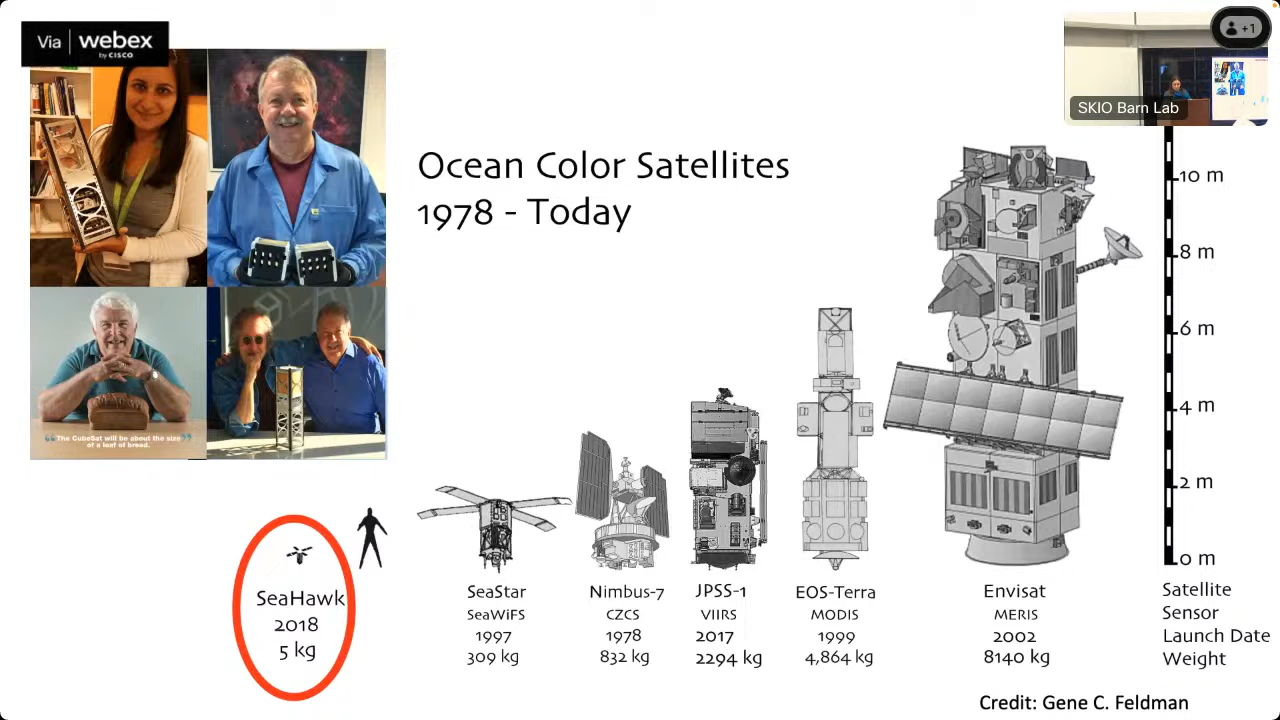 Via webex
by CISCO
+1
SKIO Barn Lab
Ocean Color Satellites
1978 - Today
“The CubeSat will be about the size
of a loaf of bread.”
10 m
8 m
6 m
4 m
2 m
0 m
SeaHawk
2018
5 kg
SeaStar
SeaWiFS
1997
309 kg
Nimbus-7
CZCS
1978
832 kg
JPSS-1
VIIRS
2017
2294 kg
EOS-Terra
MODIS
1999
4,864 kg
Envisat
MERIS
2002
8140 kg
Satellite
Sensor
Launch Date
Weight
Credit: Gene C. Feldman